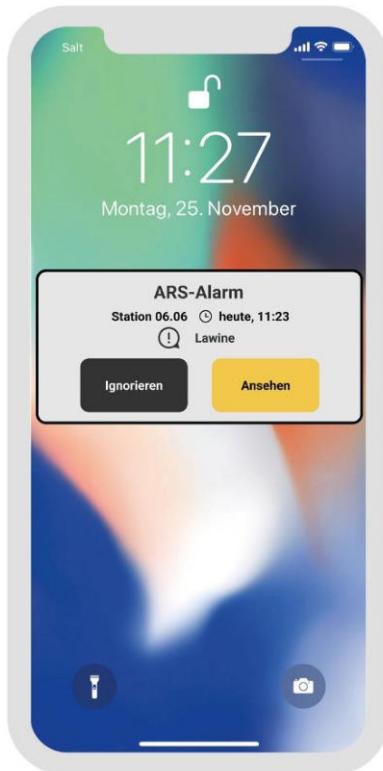 Salt
11:27
Montag, 25. November
ARS-Alarm
Station 06.06 heute, 11:23
Lawine
Ignorieren Ansehen